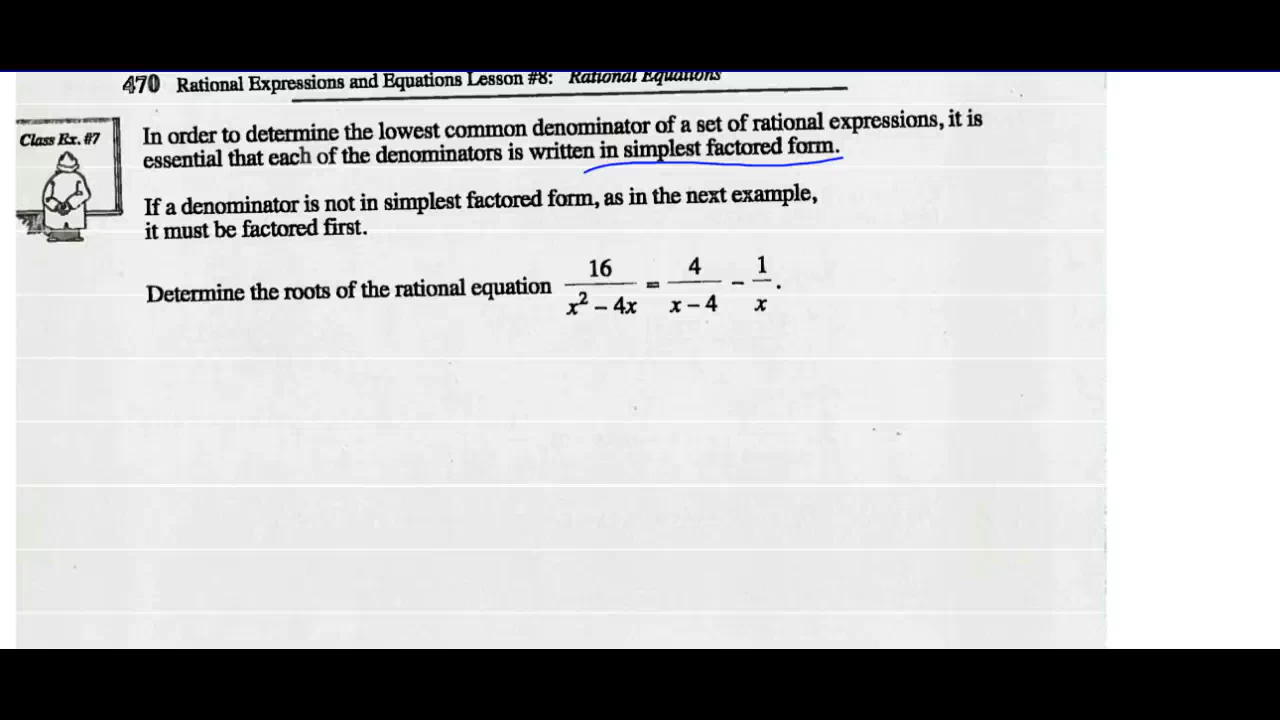 470 Rational Expressions and Equations Lesson #8: Rational Equations
Class Ex. #7
In order to determine the lowest common denominator of a set of rational expressions, it is
essential that each of the denominators is written in simplest factored form.
If a denominator is not in simplest factored form, as in the next example,
it must be factored first.
Determine the roots of the rational equation 16/(x² – 4x) = 4/(x – 4) – 1/x.